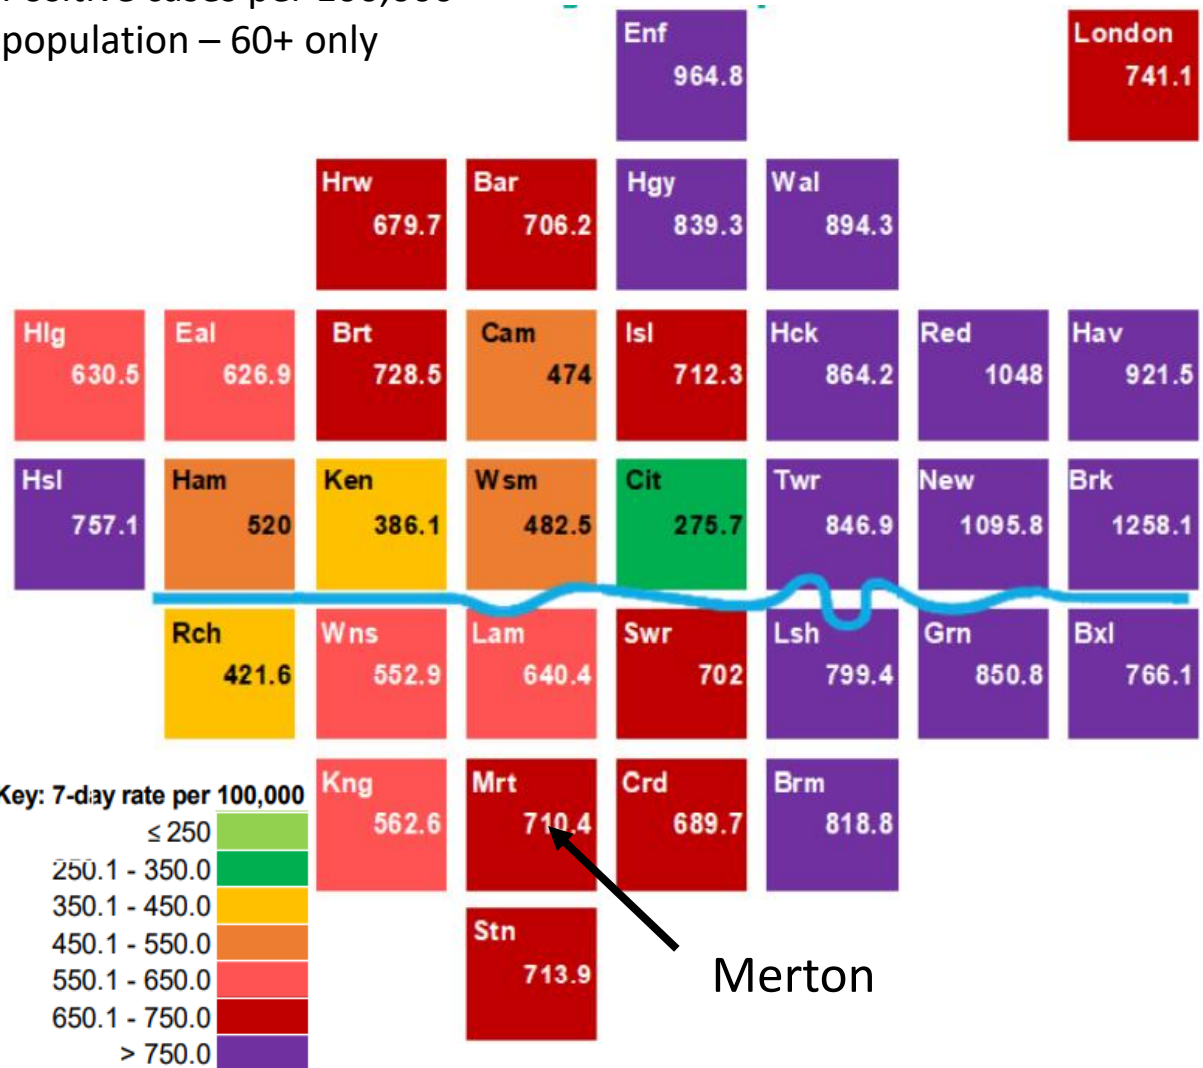 population – 60+ only
Enf
964.8
London
741.1
Hrw
679.7
Bar
706.2
Hgy
839.3
Wal
894.3
Hlg
630.5
Eal
626.9
Brt
728.5
Cam
474
Isl
712.3
Hck
864.2
Red
1048
Hav
921.5
Hsl
757.1
Ham
520
Ken
386.1
Wsm
482.5
Cit
275.7
Twr
846.9
New
1095.8
Brk
1258.1
Rch
421.6
Wns
552.9
Lam
640.4
Swr
702
Lsh
799.4
Grn
850.8
Bxl
766.1
Kng
562.6
Mrt
710.4
Crd
689.7
Brm
818.8
Stn
713.9
Merton
Key: 7-day rate per 100,000
≤ 250
250.1 - 350.0
350.1 - 450.0
450.1 - 550.0
550.1 - 650.0
650.1 - 750.0
> 750.0